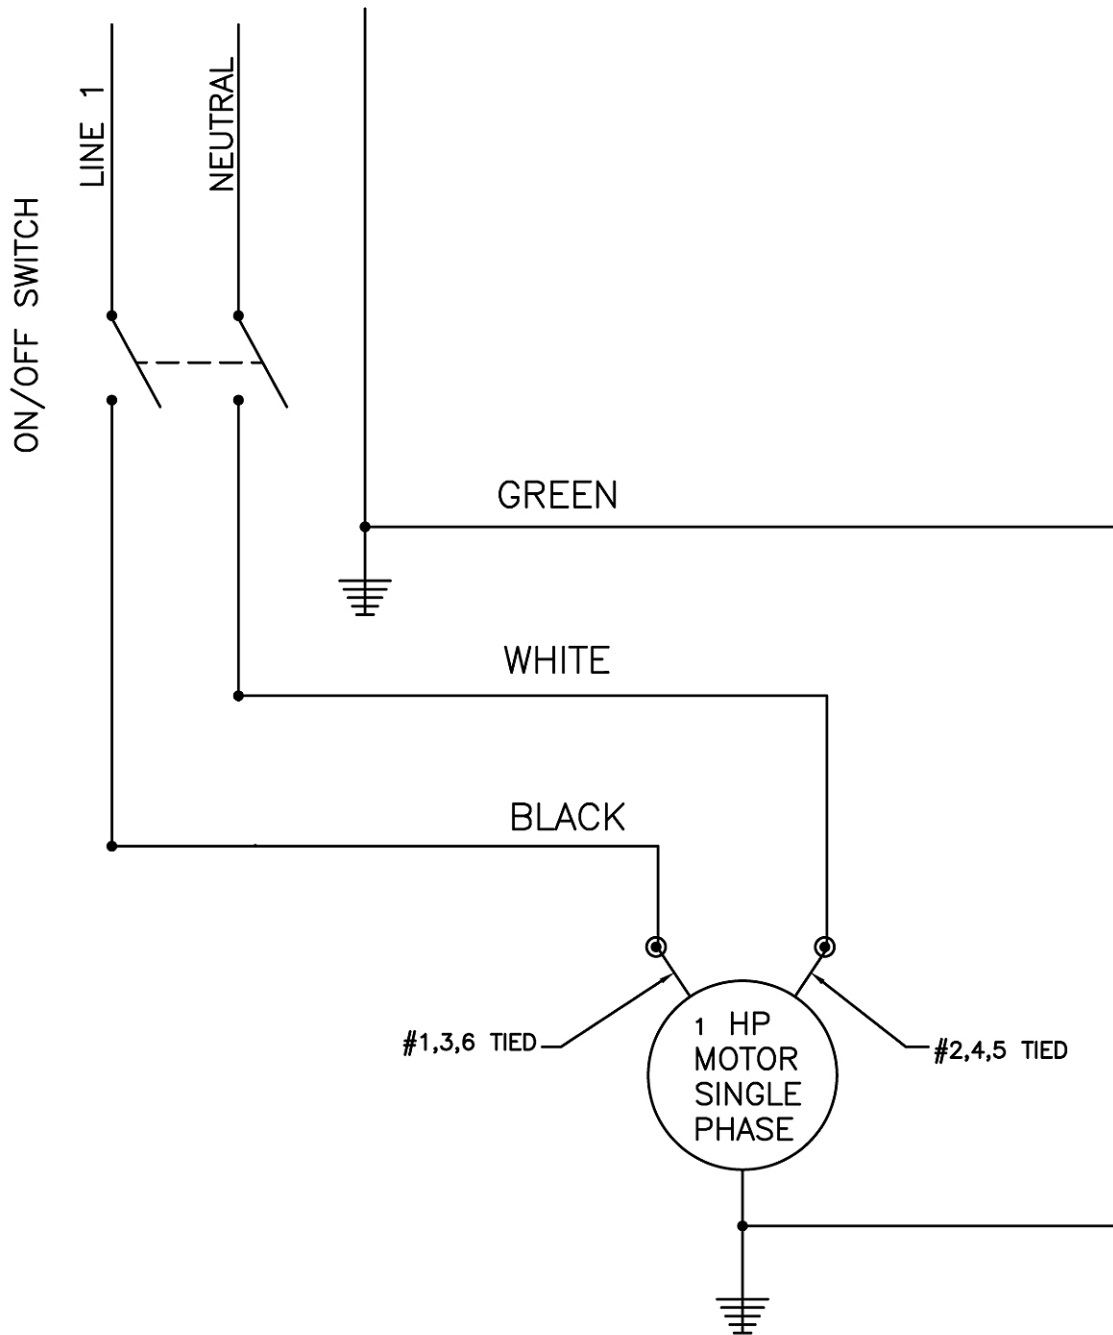 LINE 1
NEUTRAL
ON/OFF SWITCH
GREEN
WHITE
BLACK
#1,3,6 TIED
1 HP
MOTOR
SINGLE
PHASE
#2,4,5 TIED